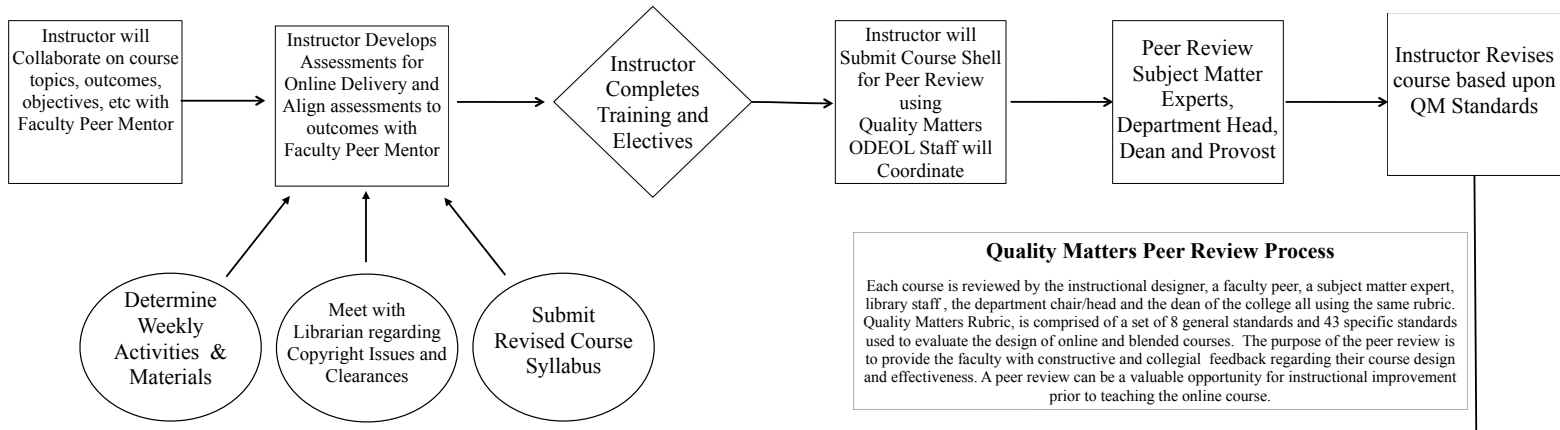 Instructor will
Collaborate on course
topics, outcomes,
objectives, etc with
Faculty Peer Mentor
Instructor Develops
Assessments for
Online Delivery and
Align assessments to
outcomes with
Faculty Peer Mentor
Instructor
Completes
Training and
Electives
Instructor will
Submit Course Shell
for Peer Review
using
Quality Matters
ODEOL Staff will
Coordinate
Peer Review
Subject Matter
Experts,
Department Head,
Dean and Provost
Instructor Revises
course based upon
QM Standards
Determine
Weekly
Activities &
Materials
Meet with
Librarian regarding
Copyright Issues and
Clearances
Submit
Revised Course
Syllabus
Quality Matters Peer Review Process
Each course is reviewed by the instructional designer, a faculty peer, a subject matter expert,
library staff , the department chair/head and the dean of the college all using the same rubric.
Quality Matters Rubric, is comprised of a set of 8 general standards and 43 specific standards
used to evaluate the design of online and blended courses. The purpose of the peer review is
to provide the faculty with constructive and collegial feedback regarding their course design
and effectiveness. A peer review can be a valuable opportunity for instructional improvement
prior to teaching the online course.